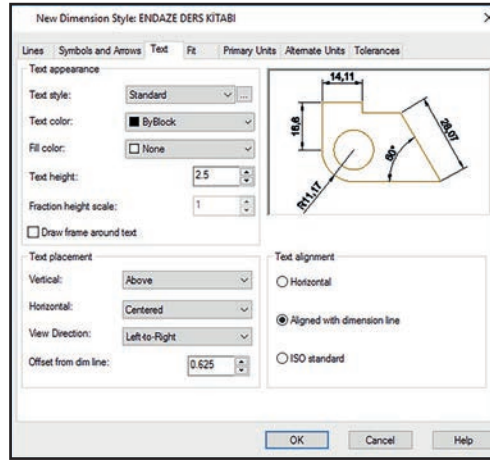 New Dimension Style: ENDAZE DERS KİTABI
Lines Symbols and Arrows Text Fit Primary Units Alternate Units Tolerances
Text appearance
Text style: Standard ...
Text color: ByBlock
Fill color: None
Text height: 2.5
Fraction height scale: 1
Draw frame around text
14,11
16,6
28,07
60°
R11,17
Text placement
Vertical: Above
Horizontal: Centered
View Direction: Left-to-Right
Offset from dim line: 0.625
Text alignment
Horizontal
Aligned with dimension line
ISO standard
OK Cancel Help